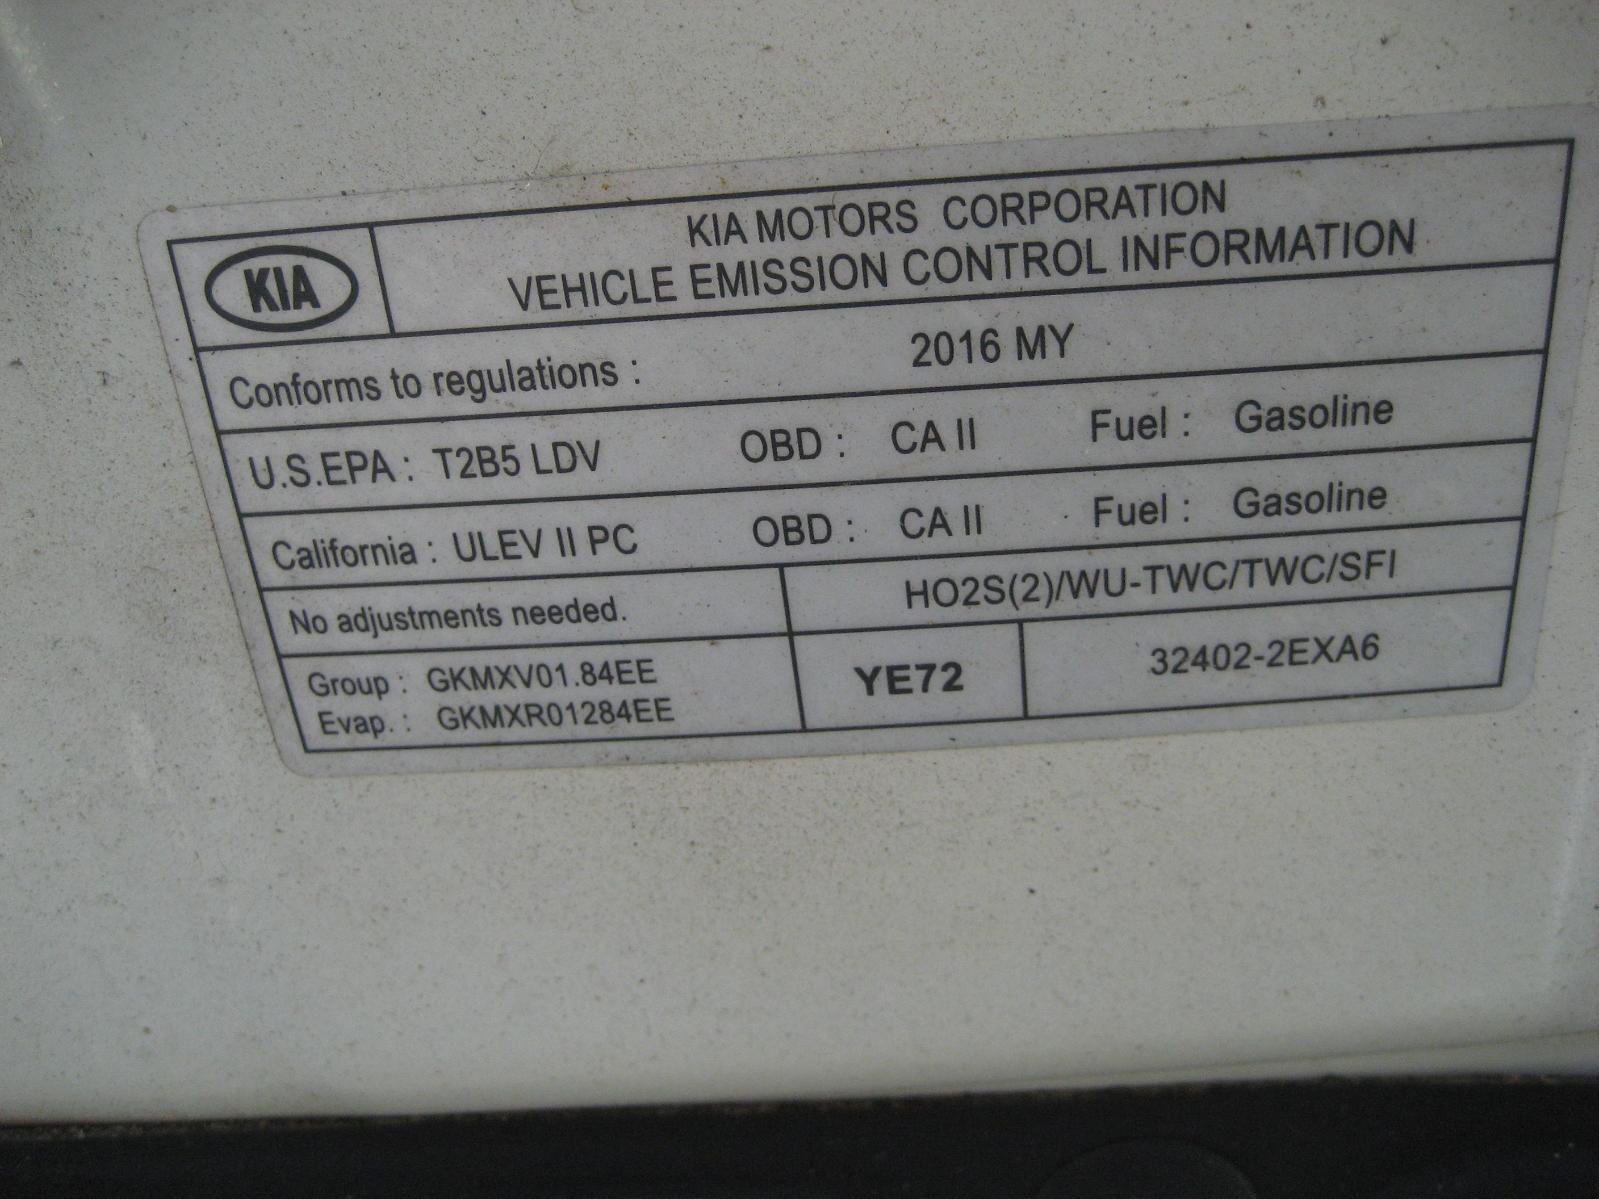 KIA
KIA MOTORS CORPORATION
VEHICLE EMISSION CONTROL INFORMATION
Conforms to regulations : 2016 MY
U.S.EPA : T2B5 LDV OBD : CA II Fuel : Gasoline
California : ULEV II PC OBD : CA II Fuel : Gasoline
No adjustments needed. HO2S(2)/WU-TWC/TWC/SFI
Group : GKMXV01.84EE
Evap. : GKMXR01284EE
YE72
32402-2EXA6